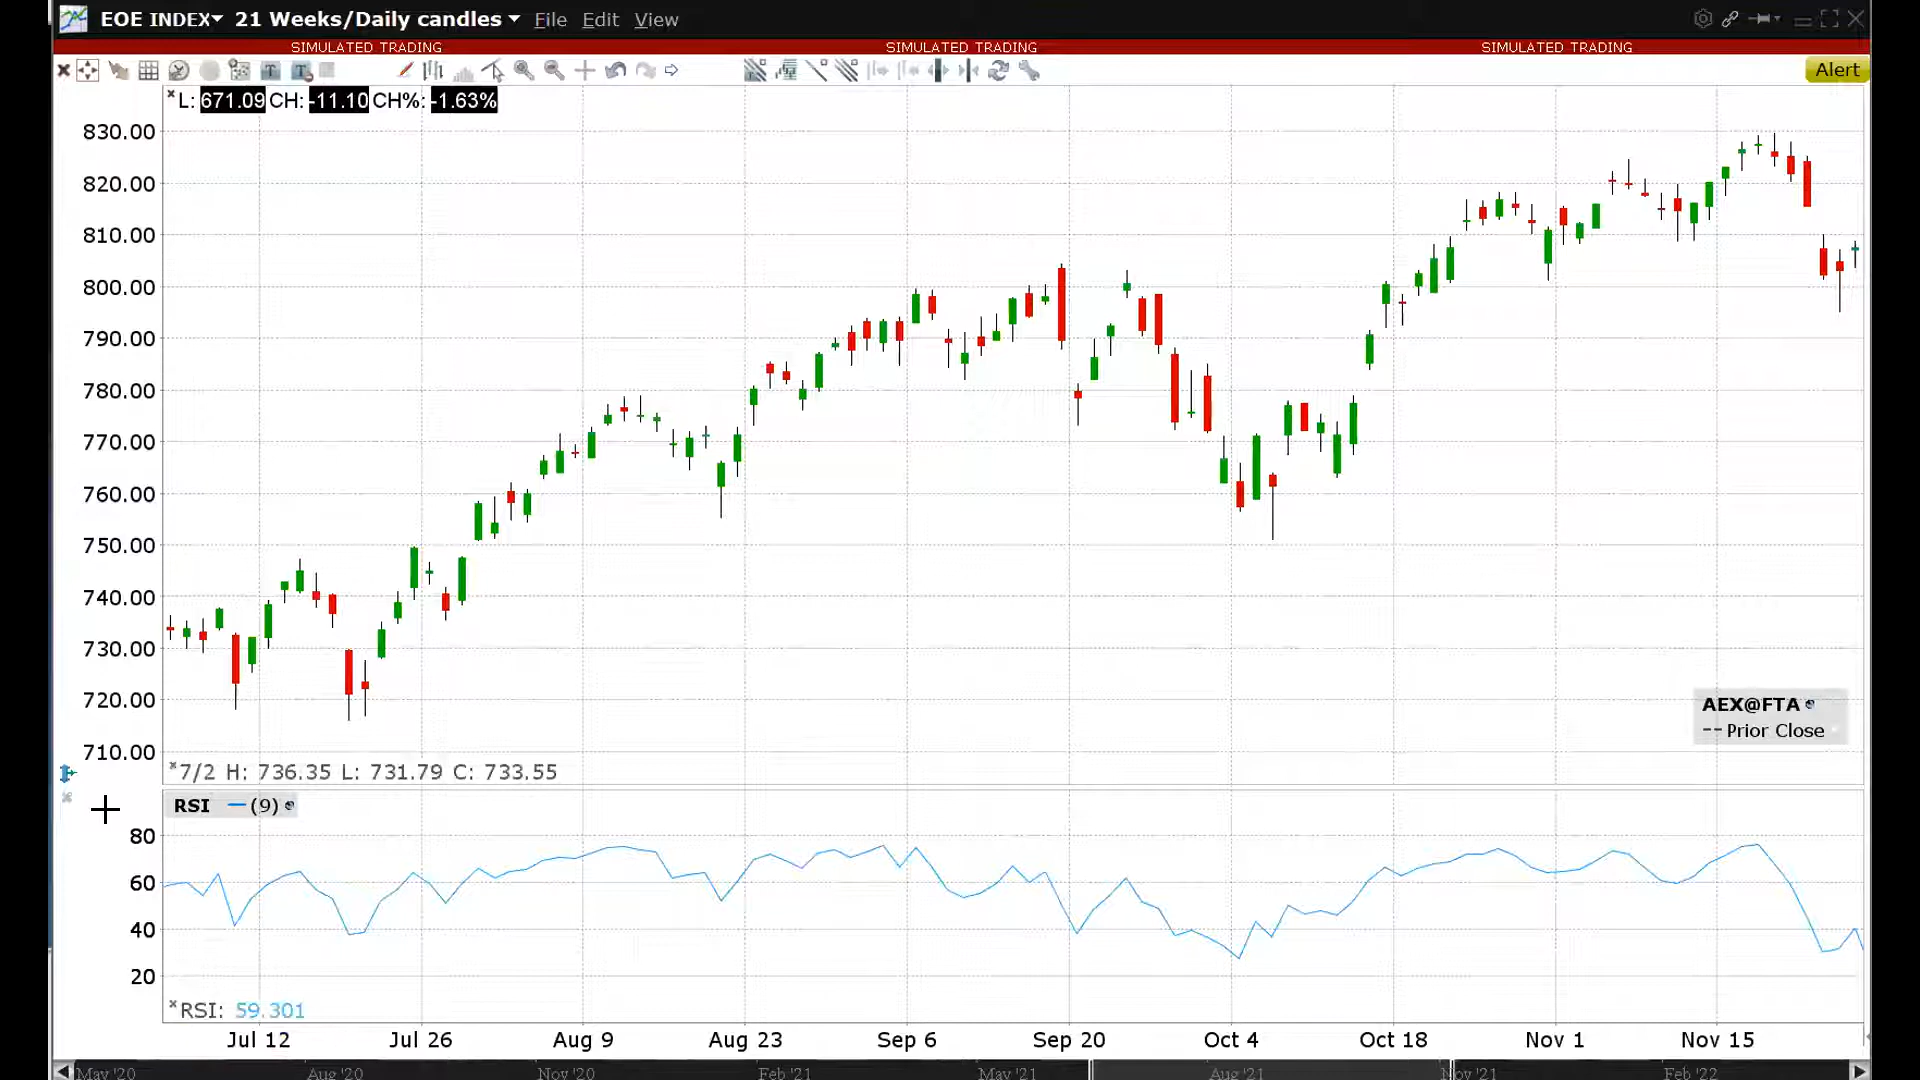 EOE INDEX 21 Weeks/Daily candles File Edit View
SIMULATED TRADING SIMULATED TRADING SIMULATED TRADING
Alert
L: 671.09 CH: -11.10 CH%: -1.63%
830.00
820.00
810.00
800.00
790.00
780.00
770.00
760.00
750.00
740.00
730.00
720.00
710.00
AEX@FTA
-- Prior Close
7/2 H: 736.35 L: 731.79 C: 733.55
RSI (9)
80
60
40
20
RSI: 59.301
Jul 12 Jul 26 Aug 9 Aug 23 Sep 6 Sep 20 Oct 4 Oct 18 Nov 1 Nov 15
May '20 Aug '20 Nov '20 Feb '21 May '21 Aug '21 Nov '21 Feb '22